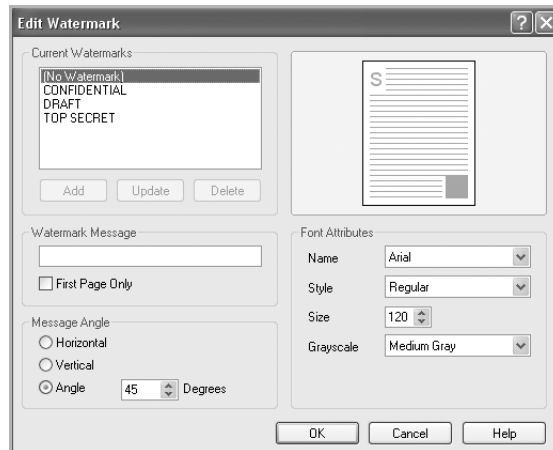 Edit Watermark
Current Watermarks
(No Watermark)
CONFIDENTIAL
DRAFT
TOP SECRET
Add Update Delete
S
Watermark Message
First Page Only
Message Angle
Horizontal
Vertical
Angle 45 Degrees
Font Attributes
Name Arial
Style Regular
Size 120
Grayscale Medium Gray
OK Cancel Help